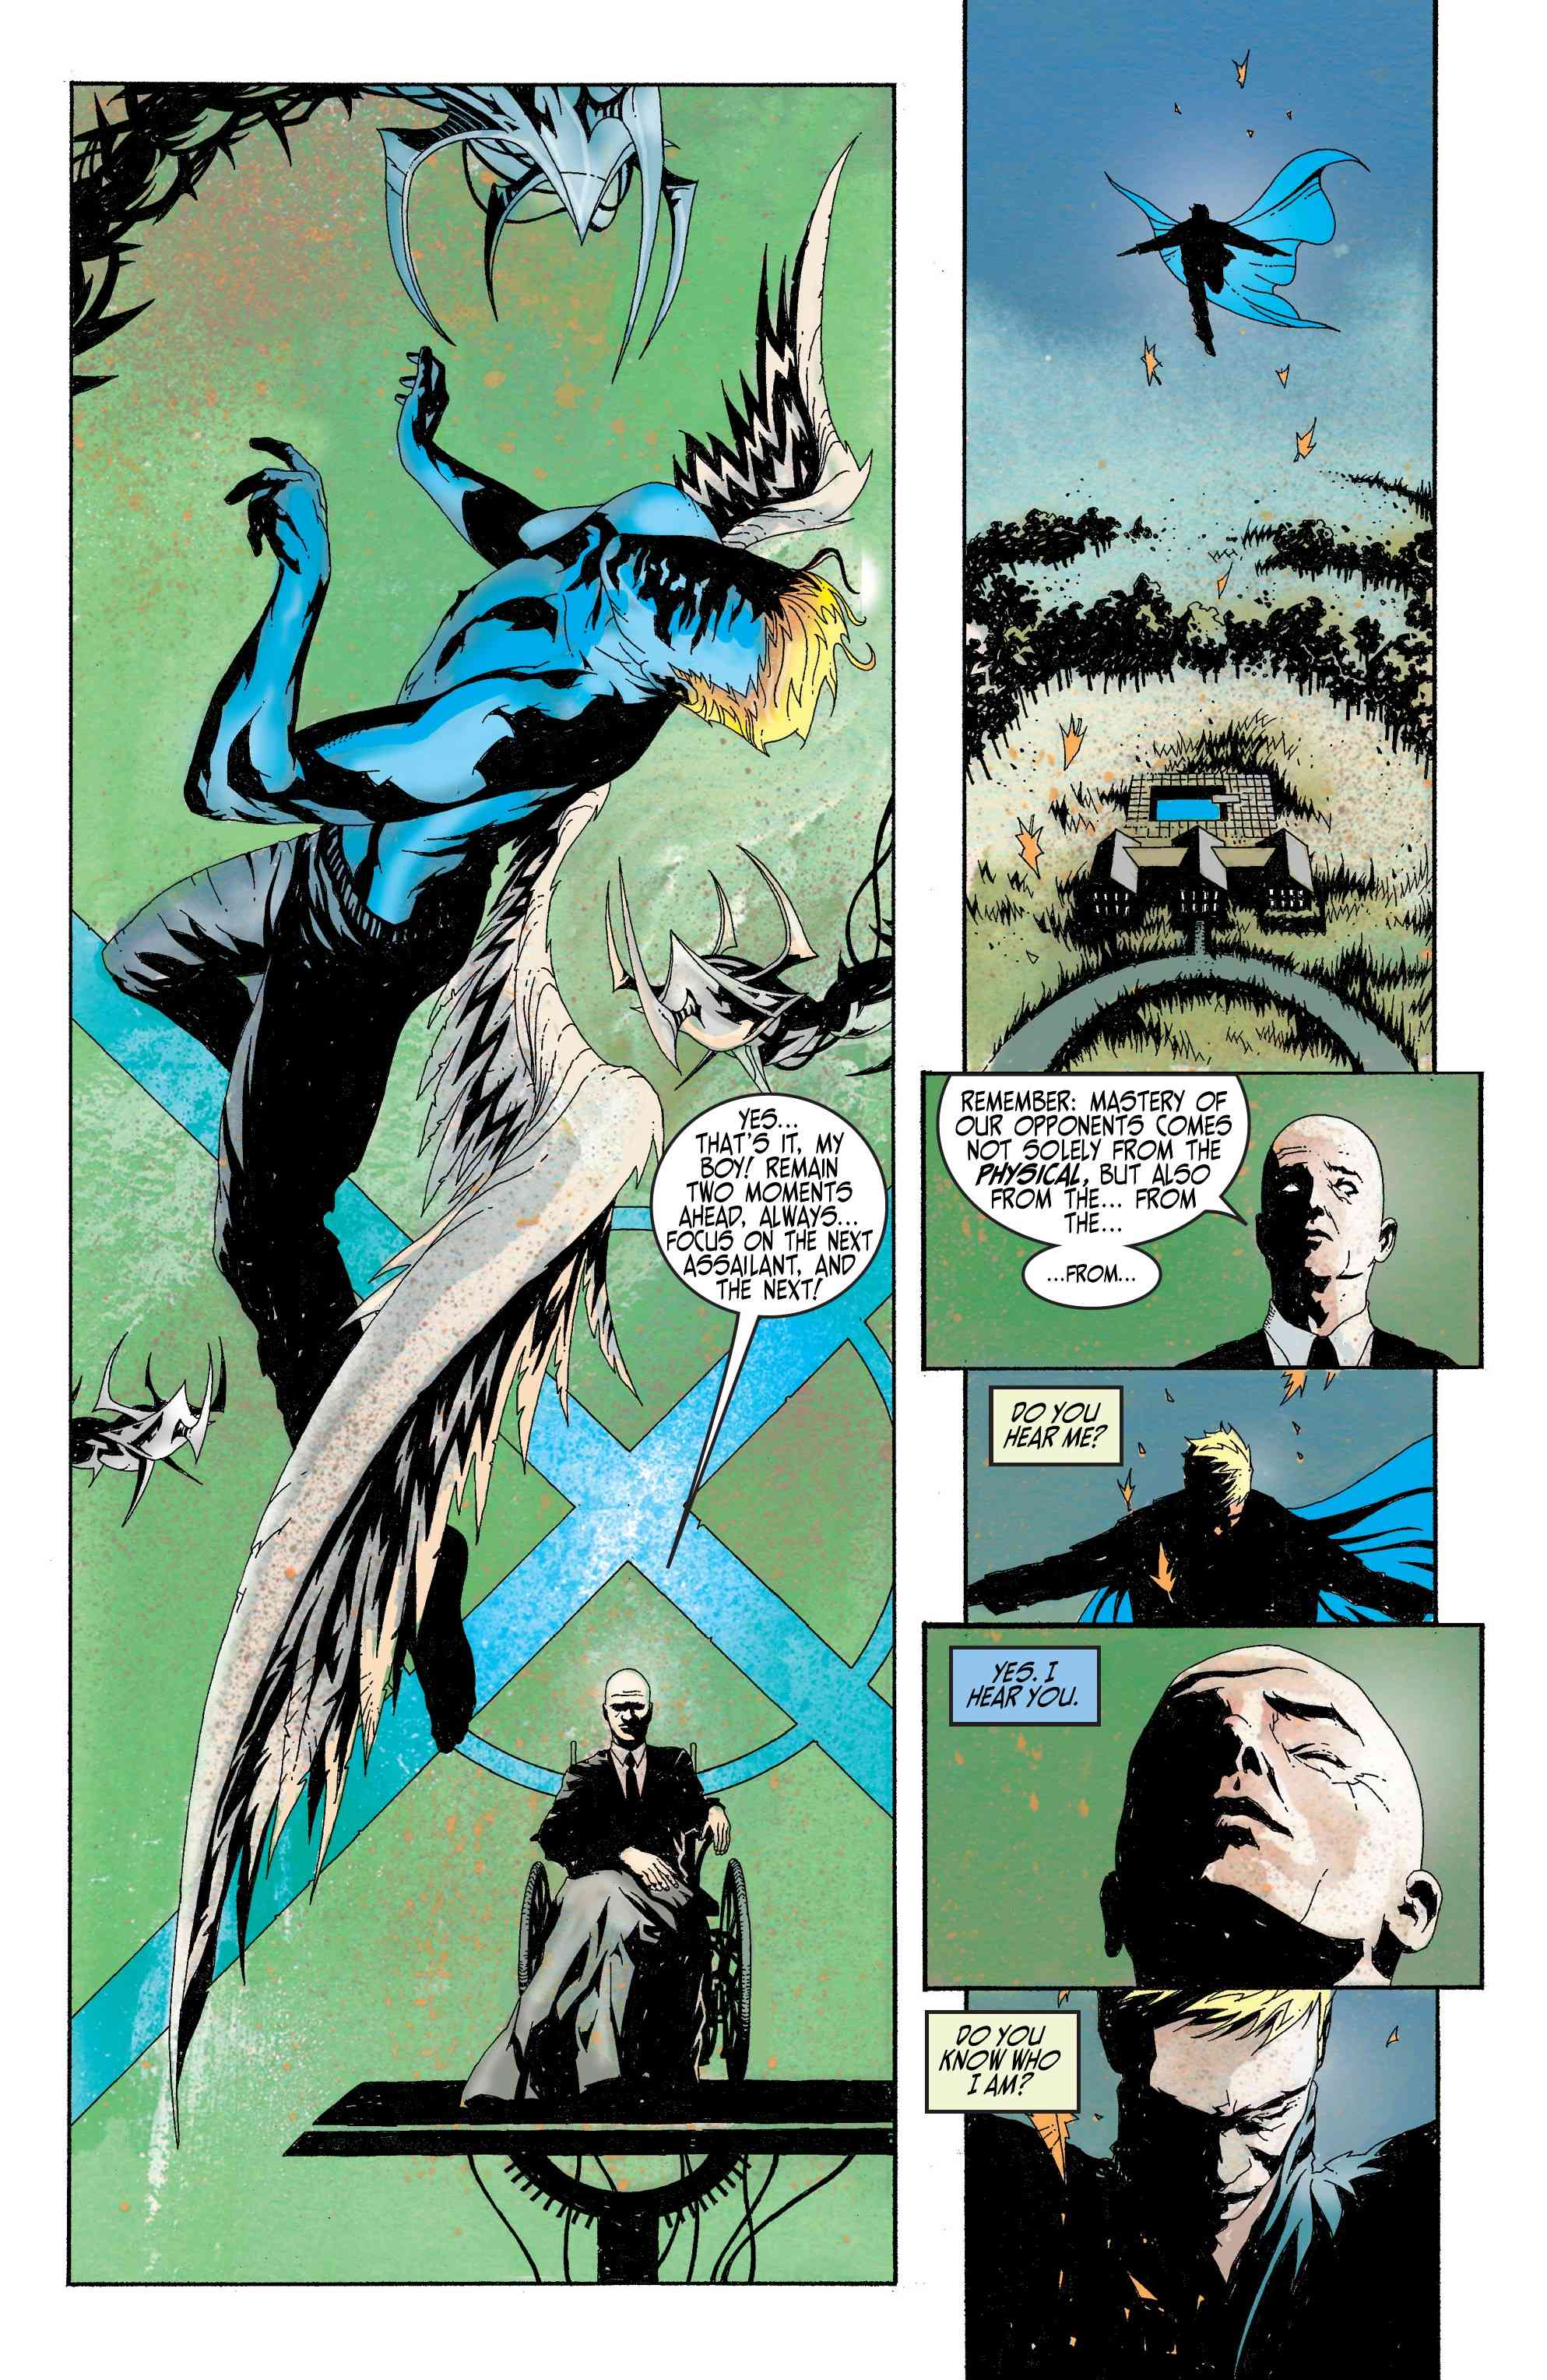 YES...
THAT'S IT, MY
BOY! REMAIN
TWO MOMENTS
AHEAD, ALWAYS...
FOCUS ON THE NEXT
ASSAILANT, AND
THE NEXT!
REMEMBER: MASTERY OF
OUR OPPONENTS COMES
NOT SOLELY FROM THE
PHYSICAL, BUT ALSO
FROM THE... FROM
THE...
...FROM...
DO YOU
HEAR ME?
YES. I
HEAR YOU.
DO YOU
KNOW WHO
I AM?